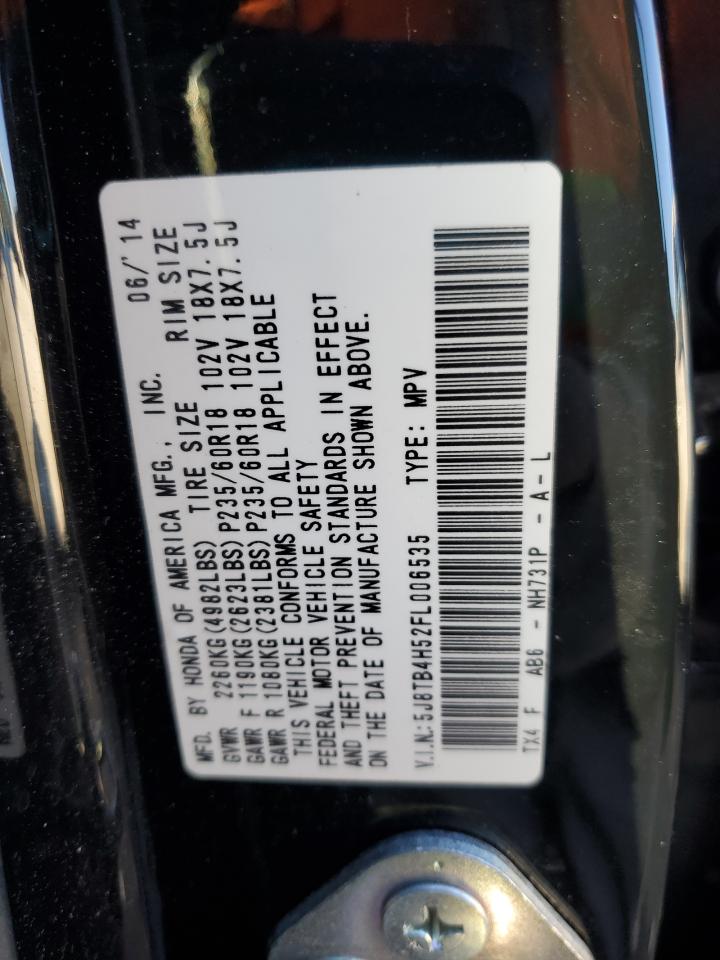 MFD. BY HONDA OF AMERICA MFG., INC. 06/'14
GVWR 2260KG(4982LBS) TIRE SIZE RIM SIZE
GAWR F 1190KG(2623LBS)P235/60R18 102V 18X7.5J
GAWR R 1080KG(2381LBS)P235/60R18 102V 18X7.5J
THIS VEHICLE CONFORMS TO ALL APPLICABLE
FEDERAL MOTOR VEHICLE SAFETY
AND THEFT PREVENTION STANDARDS IN EFFECT
ON THE DATE OF MANUFACTURE SHOWN ABOVE.
V.I.N.:5J8TB4H52FL006535 TYPE: MPV
TX4 F AB6 - NH731P - A - L